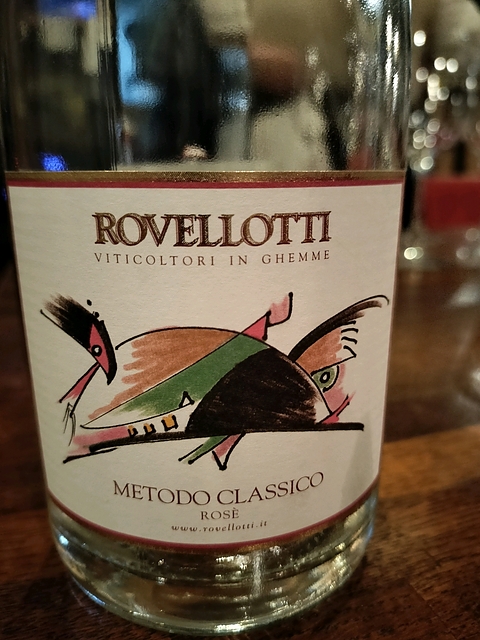 ROVELLOTTI
VITICOLTORI IN GHEMME
METODO CLASSICO
ROSÈ
www.rovellotti.it